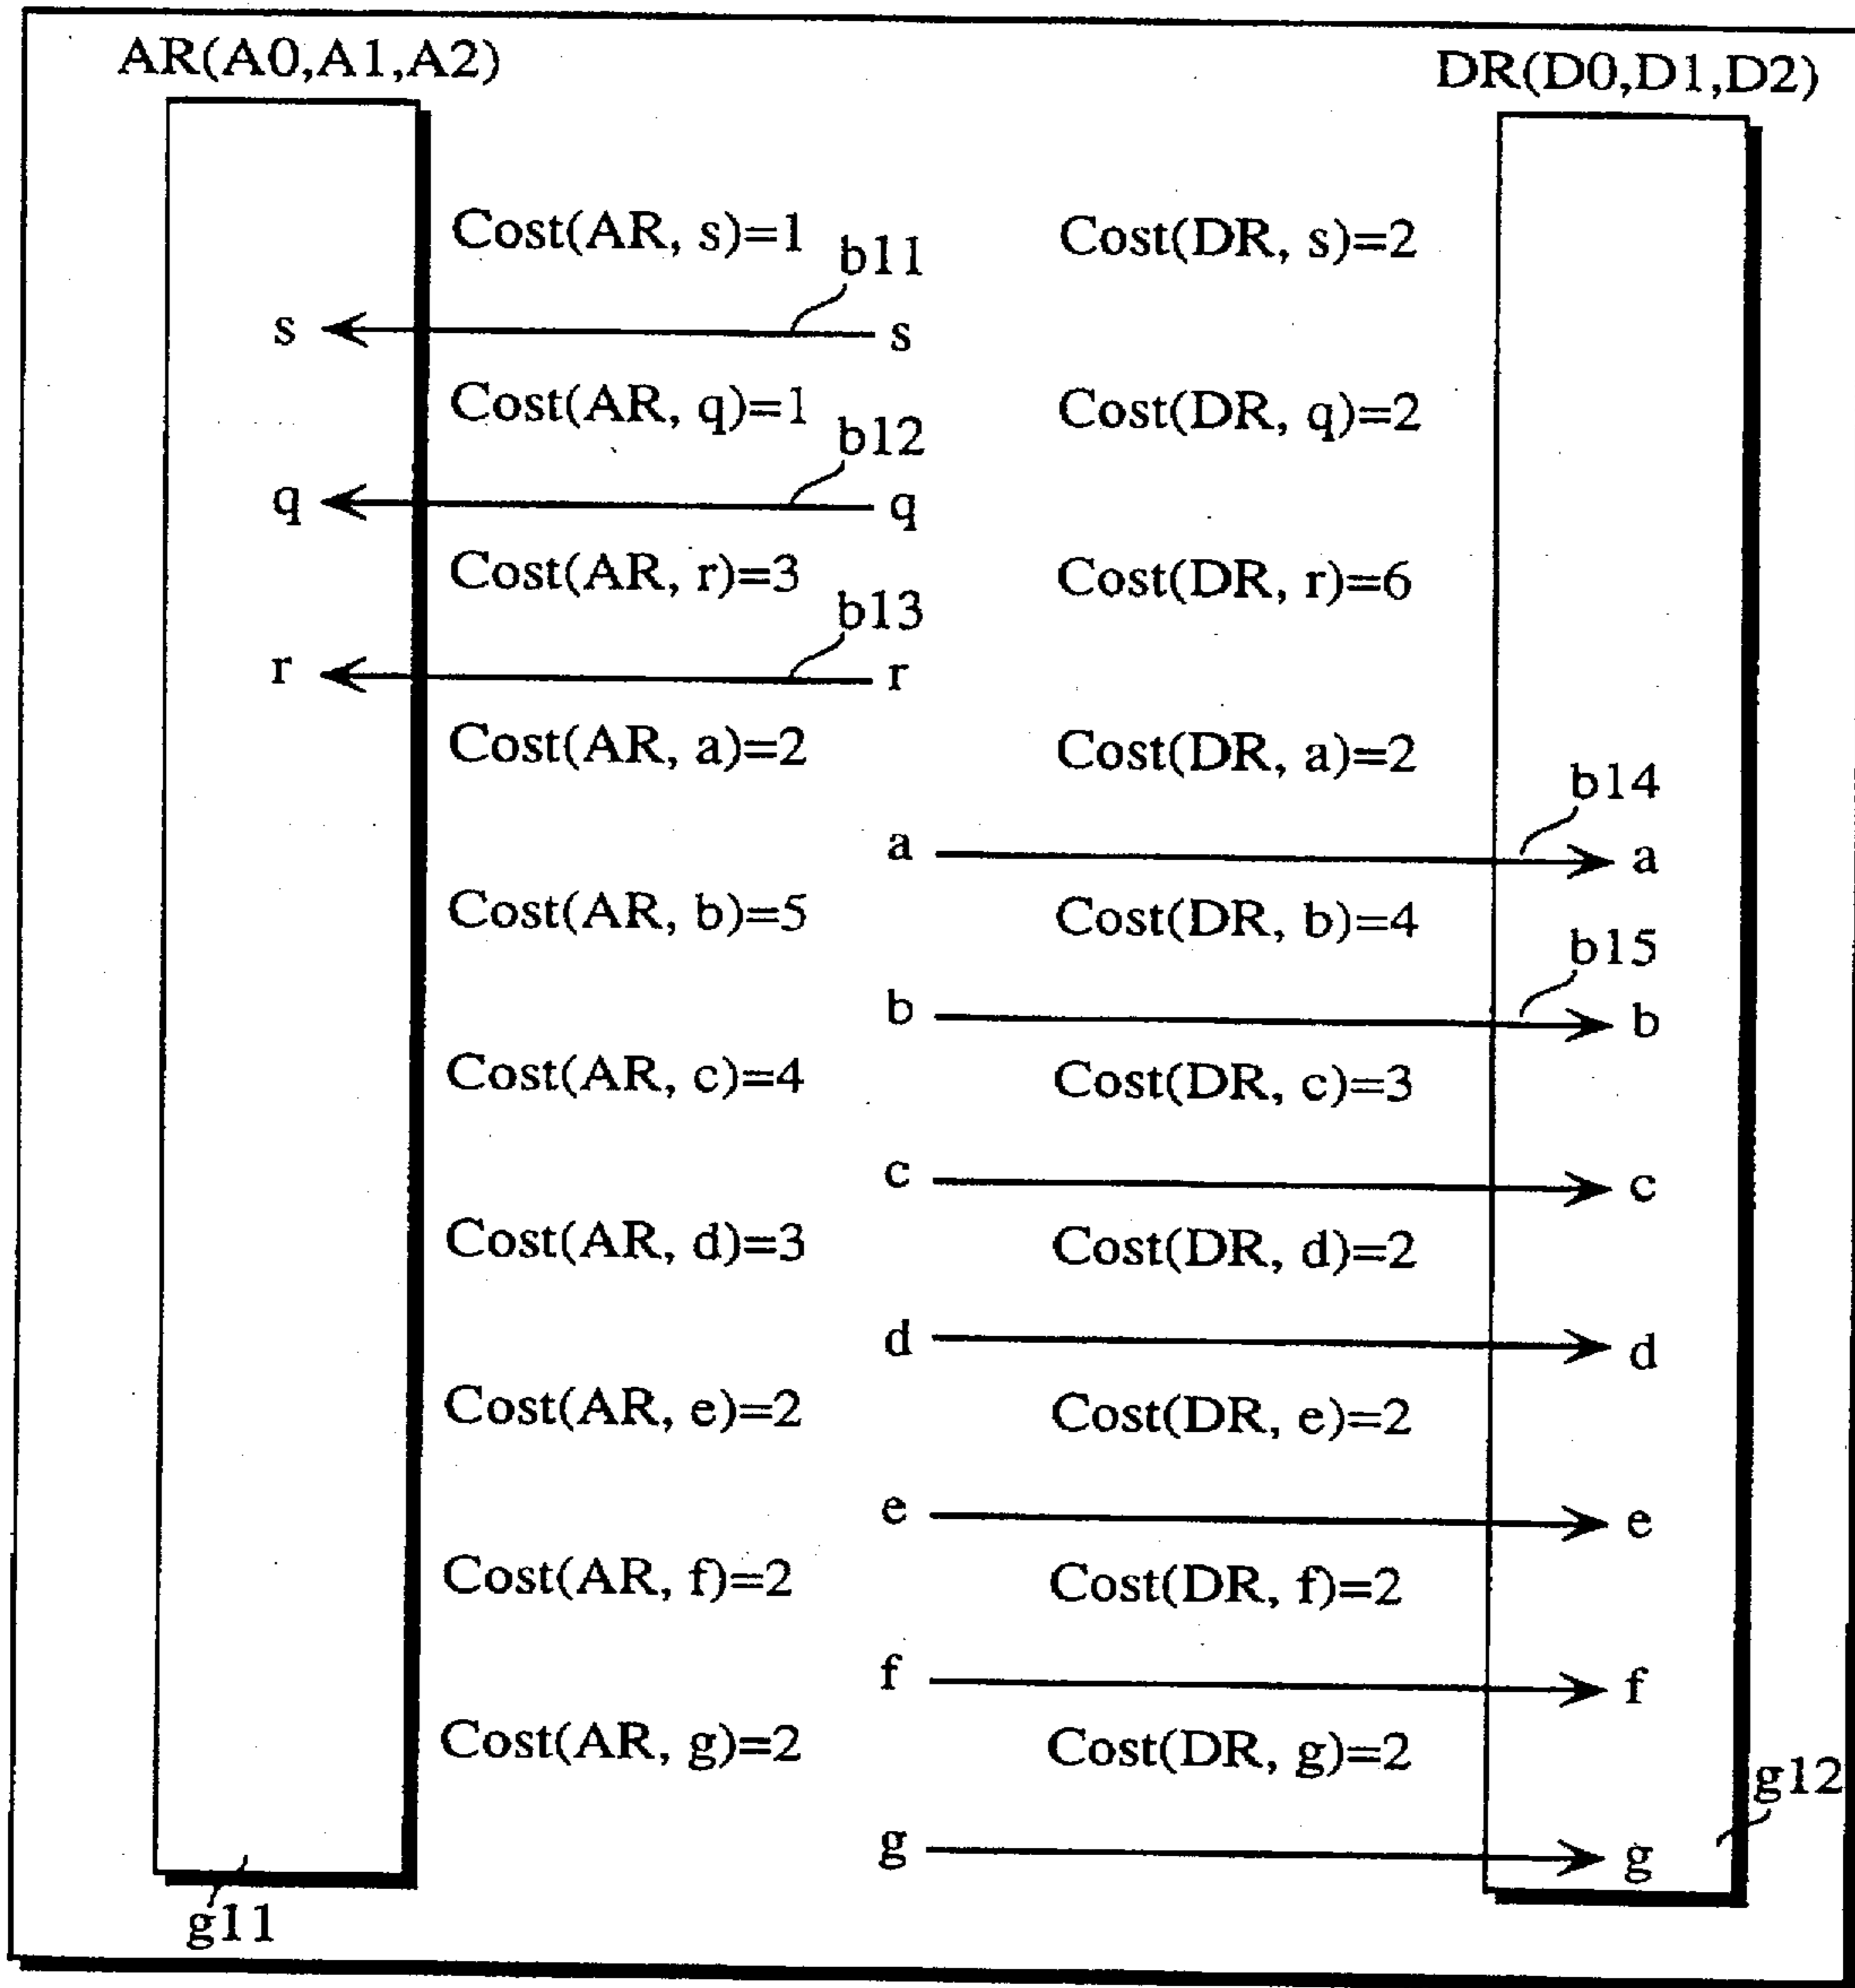 AR(A0,A1,A2)
DR(D0,D1,D2)
Cost(AR, s)=1
Cost(DR, s)=2
b11
s
s
Cost(AR, q)=1
Cost(DR, q)=2
b12
q
q
Cost(AR, r)=3
Cost(DR, r)=6
b13
r
r
Cost(AR, a)=2
Cost(DR, a)=2
b14
a
a
Cost(AR, b)=5
Cost(DR, b)=4
b15
b
b
Cost(AR, c)=4
Cost(DR, c)=3
c
c
Cost(AR, d)=3
Cost(DR, d)=2
d
d
Cost(AR, e)=2
Cost(DR, e)=2
e
e
Cost(AR, f)=2
Cost(DR, f)=2
f
f
Cost(AR, g)=2
Cost(DR, g)=2
g12
g
g
g11